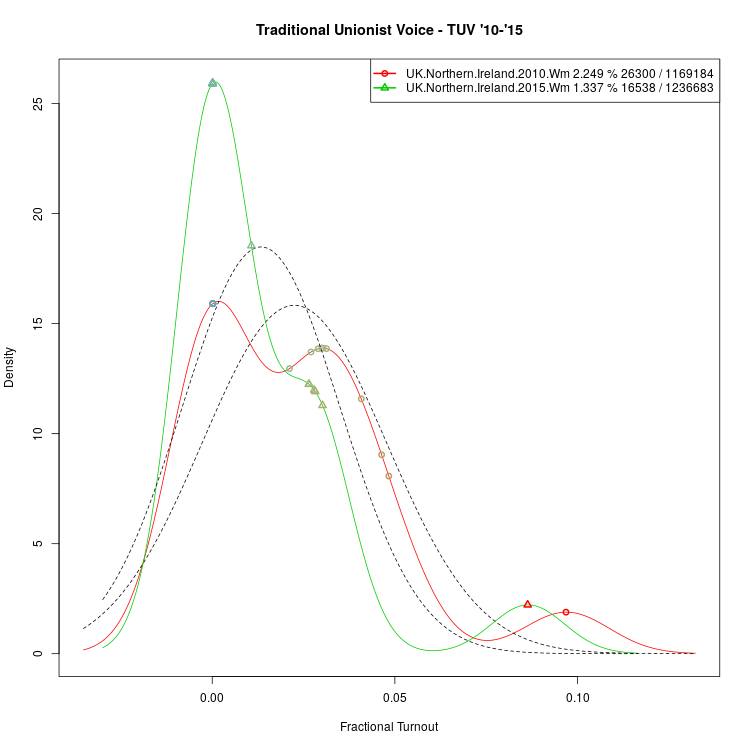 Traditional Unionist Voice - TUV '10-'15
UK.Northern.Ireland.2010.Wm 2.249 % 26300 / 1169184
UK.Northern.Ireland.2015.Wm 1.337 % 16538 / 1236683
25
20
15
10
5
0
Density
0.00 0.05 0.10
Fractional Turnout